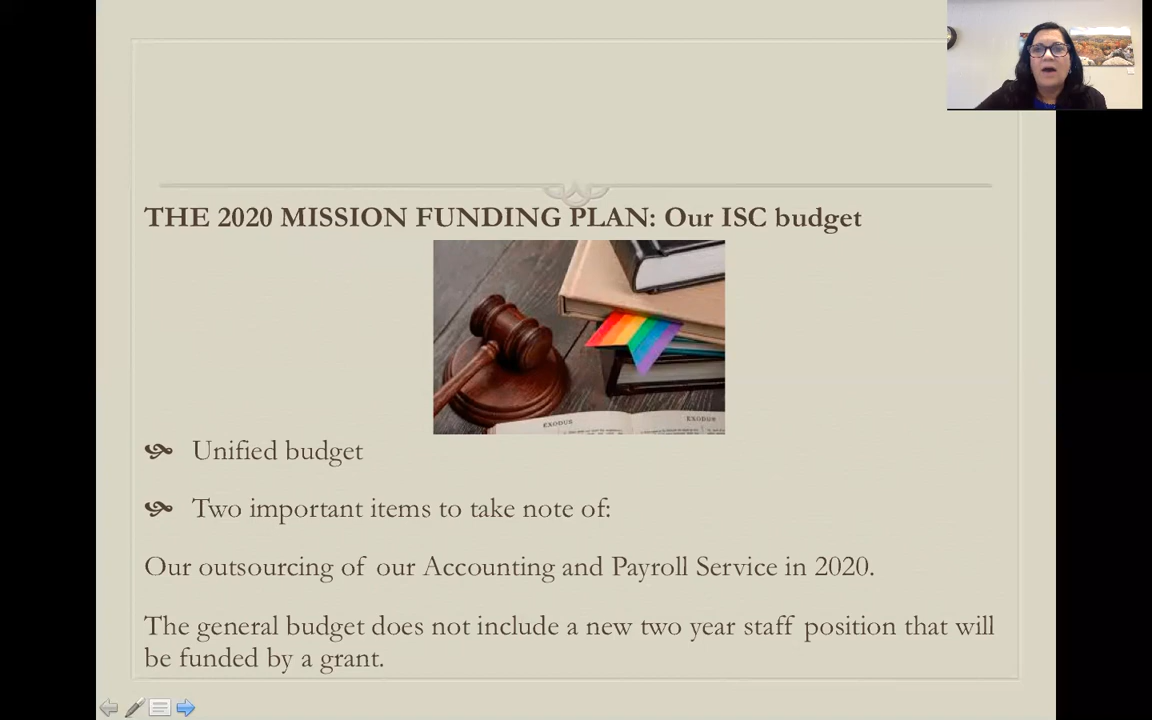 THE 2020 MISSION FUNDING PLAN: Our ISC budget
EXODUS
EXODUS
Unified budget
Two important items to take note of:
Our outsourcing of our Accounting and Payroll Service in 2020.
The general budget does not include a new two year staff position that will
be funded by a grant.